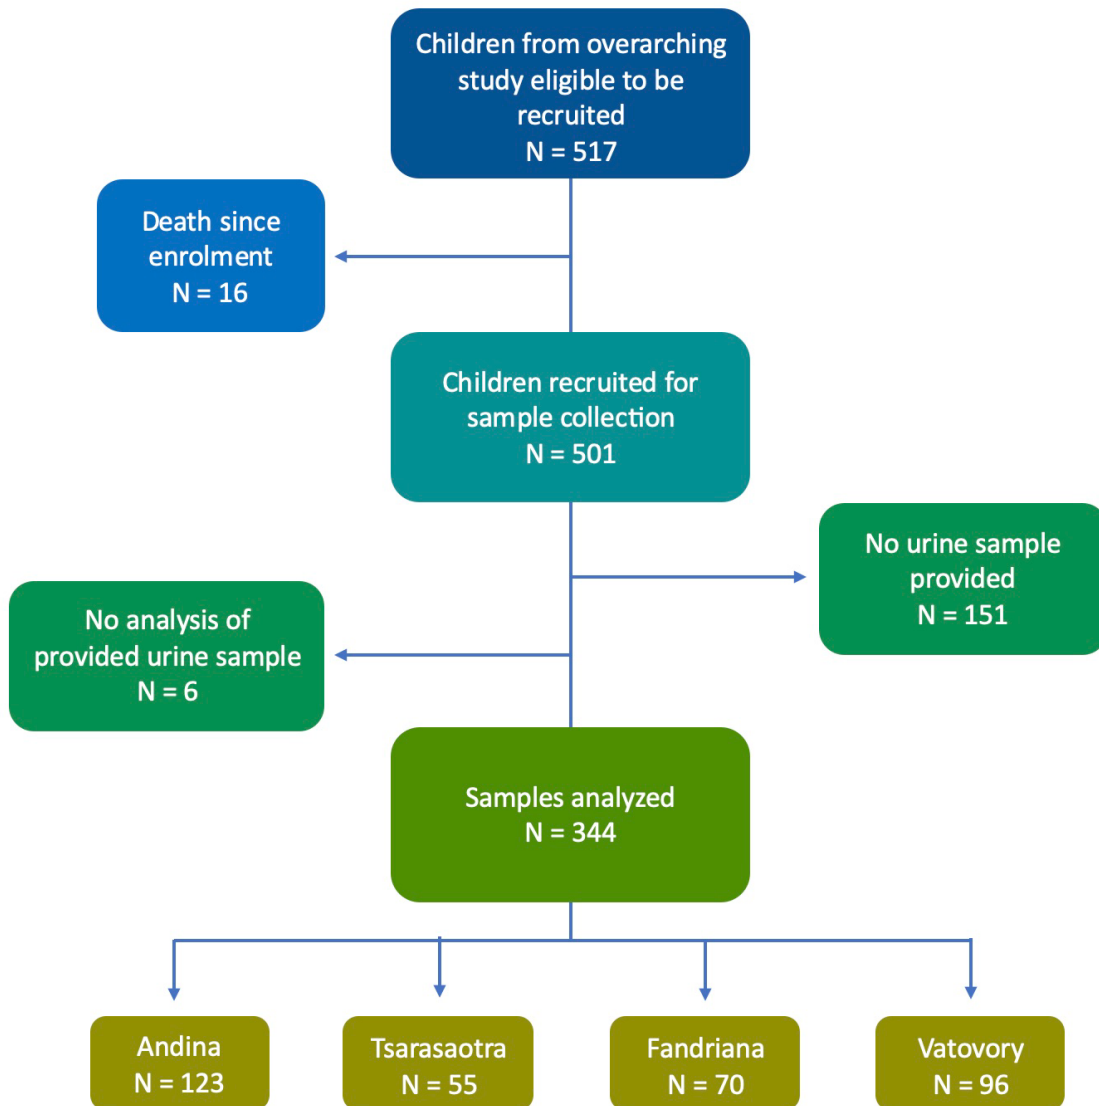 Children from overarching
study eligible to be
recruited
N = 517
Death since
enrolment
N = 16
Children recruited for
sample collection
N = 501
No urine sample
provided
N = 151
No analysis of
provided urine sample
N = 6
Samples analyzed
N = 344
Andina
N = 123
Tsarasaotra
N = 55
Fandriana
N = 70
Vatovory
N = 96